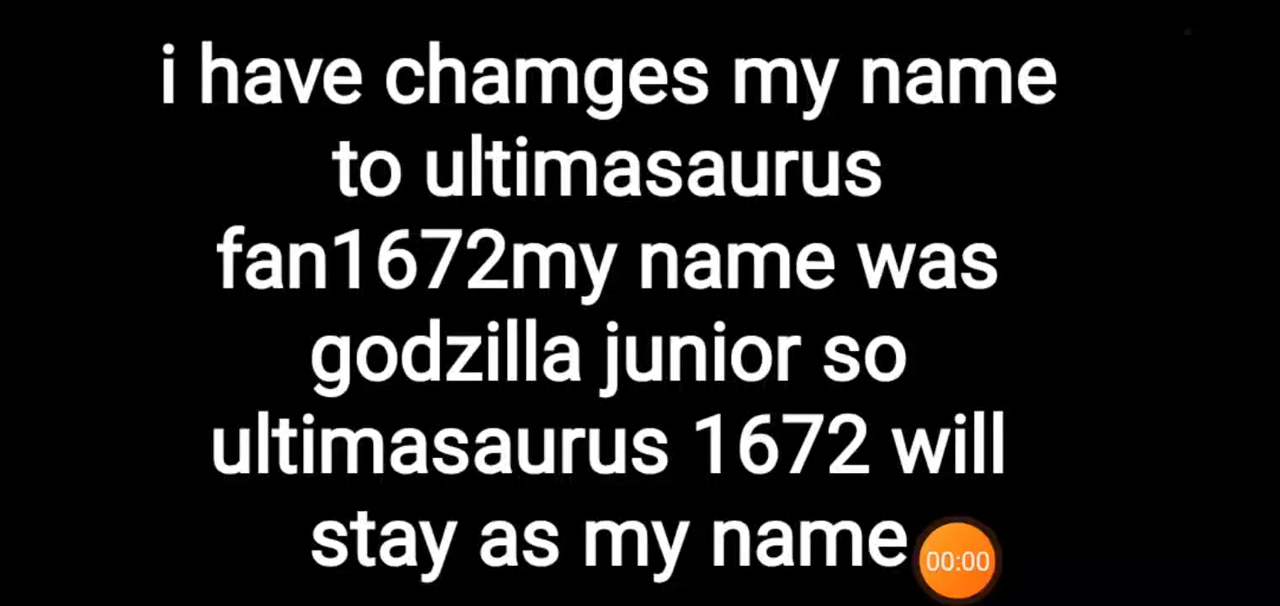 i have chamges my name
to ultimasaurus
fan1672my name was
godzilla junior so
ultimasaurus 1672 will
stay as my name
00:00